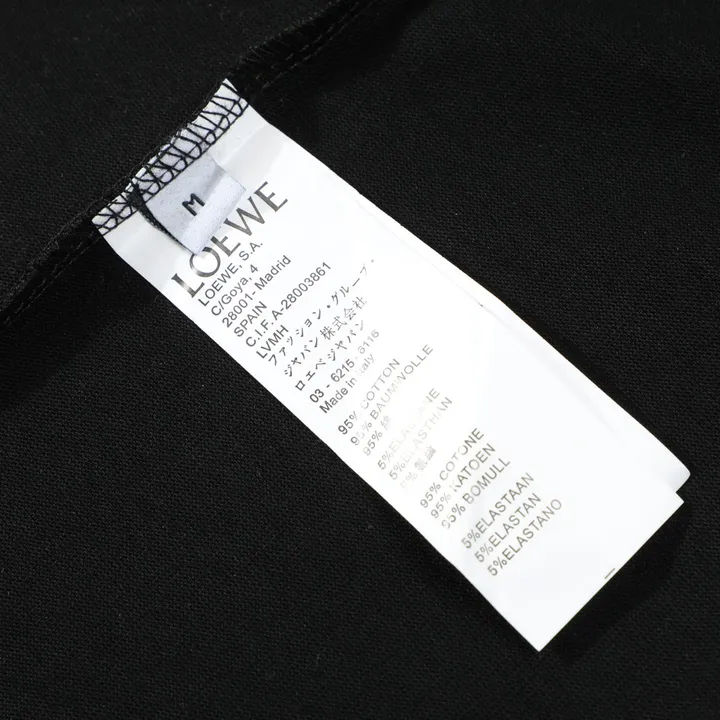 M
LOEWE
LOEWE, S.A.
C/Goya, 4
28001- Madrid
SPAIN
C.I.F. A-28003861
LVMH
ファッション・グループ・
ジャパン株式会社
ロエベジャパン
03 - 6215 - 6116
Made in Italy
95% COTTON
95% BAUMWOLLE
95% 綿
5%ELASTANE
5%ELASTHAN
95% COTONE
95% KATOEN
95% BOMULL
5%ELASTAAN
5%ELASTAN
5%ELASTANO